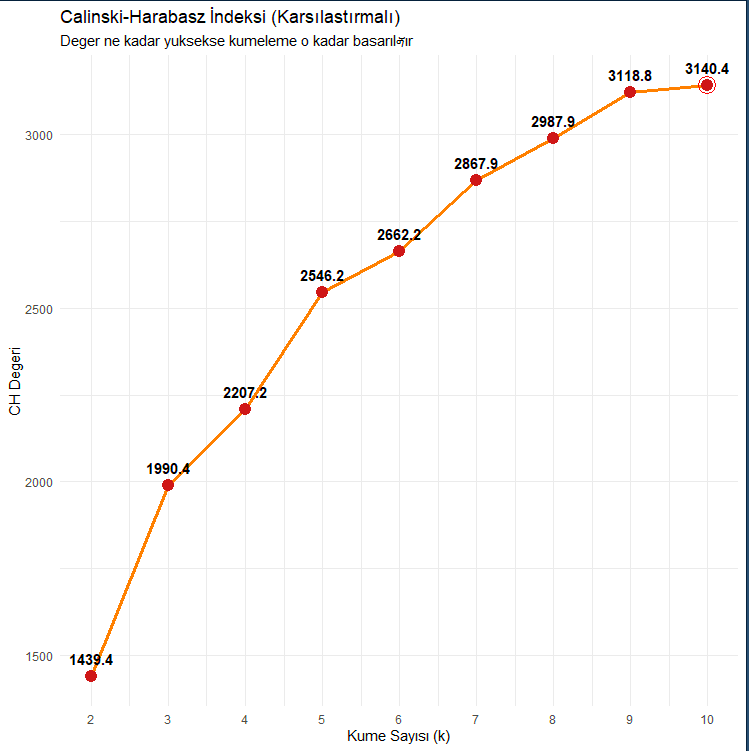 Calinski-Harabasz İndeksi (Karsılastırmalı)
Deger ne kadar yuksekse kumeleme o kadar
3140.4
3118.8
2987.9
2867.9
2662.2
2546.2
2207.2
1990.4
1439.4
3000
2500
2000
1500
CH Degeri
2 3 4 5 6 7 8 9 10
Kume Sayısı (k)